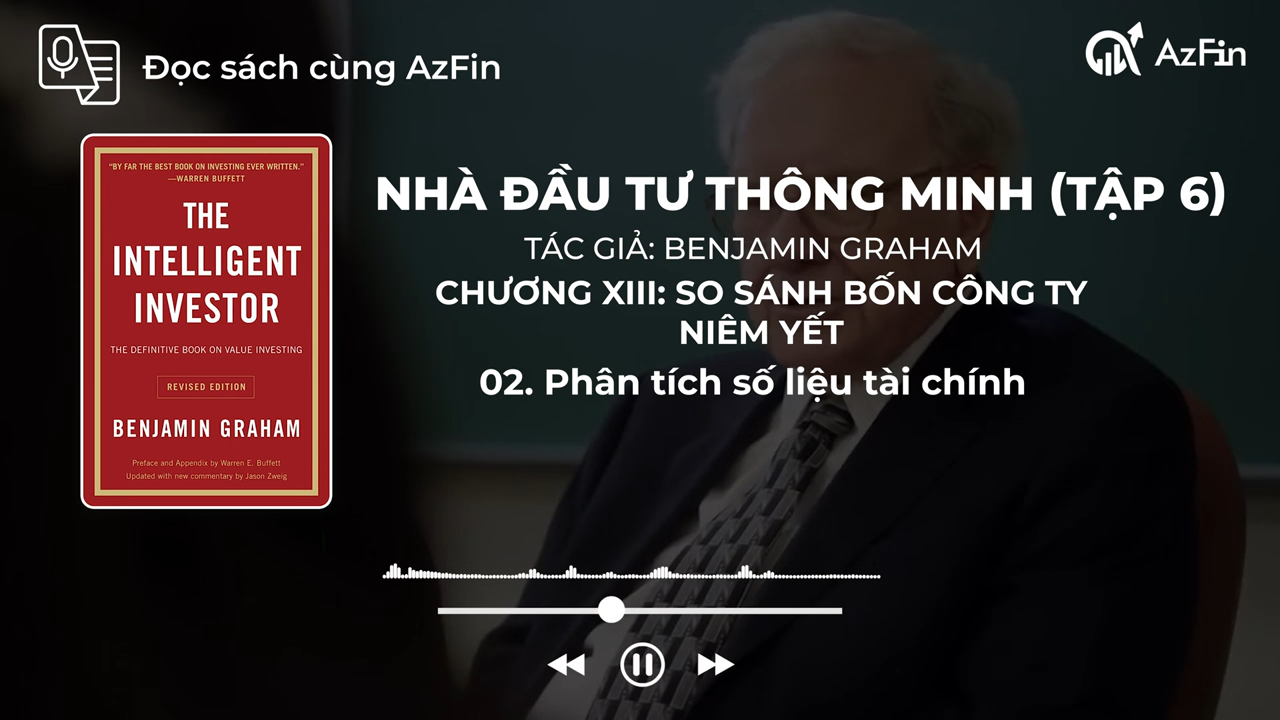 Đọc sách cùng AzFin
AzFin
"BY FAR THE BEST BOOK ON INVESTING EVER WRITTEN."
—WARREN BUFFETT
THE
INTELLIGENT
INVESTOR
THE DEFINITIVE BOOK ON VALUE INVESTING
REVISED EDITION
BENJAMIN GRAHAM
Preface and Appendix by Warren E. Buffett
Updated with new commentary by Jason Zweig
NHÀ ĐẦU TƯ THÔNG MINH (TẬP 6)
TÁC GIẢ: BENJAMIN GRAHAM
CHƯƠNG XIII: SO SÁNH BỐN CÔNG TY
NIÊM YẾT
02. Phân tích số liệu tài chính